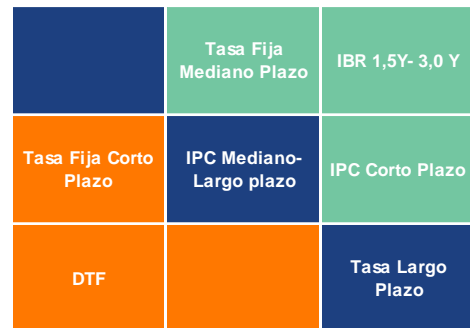 Tasa Fija
Mediano Plazo
IBR 1,5Y- 3,0 Y
Tasa Fija Corto
Plazo
IPC Mediano-
Largo plazo
IPC Corto Plazo
DTF
Tasa Largo
Plazo